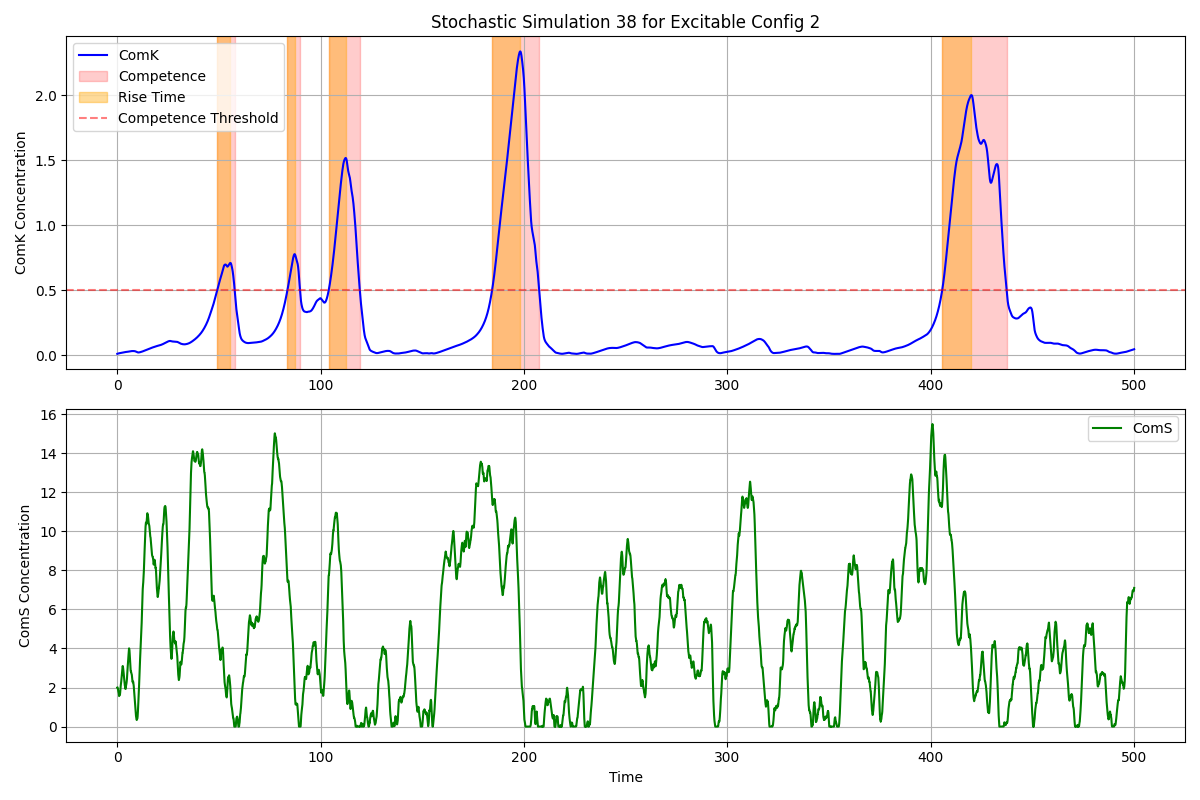 Stochastic Simulation 38 for Excitable Config 2
ComK Concentration
2.0
1.5
1.0
0.5
0.0
ComK
Competence
Rise Time
Competence Threshold
0 100 200 300 400 500
ComS Concentration
16
14
12
10
8
6
4
2
0
ComS
0 100 200 300 400 500
Time